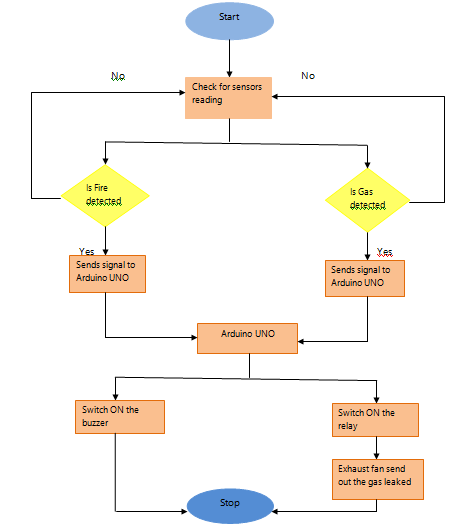 Start
No
No
Check for sensors
reading
Is Fire
detected
Is Gas
detected
Yes
Yes
Sends signal to
Arduino UNO
Sends signal to
Arduino UNO
Arduino UNO
Switch ON the
buzzer
Switch ON the
relay
Exhaust fan send
out the gas leaked
Stop